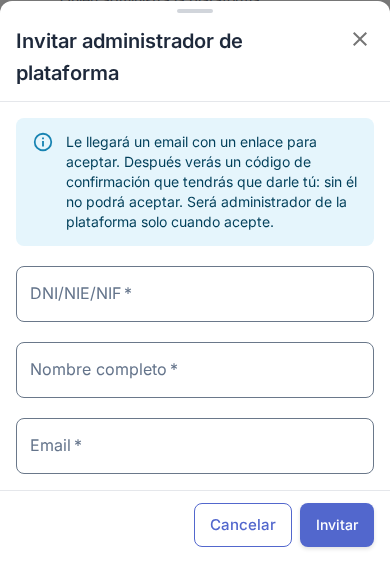 Invitar administrador de
plataforma
Le llegará un email con un enlace para
aceptar. Después verás un código de
confirmación que tendrás que darle tú: sin él
no podrá aceptar. Será administrador de la
plataforma solo cuando acepte.
DNI/NIE/NIF *
Nombre completo *
Email *
Cancelar
Invitar